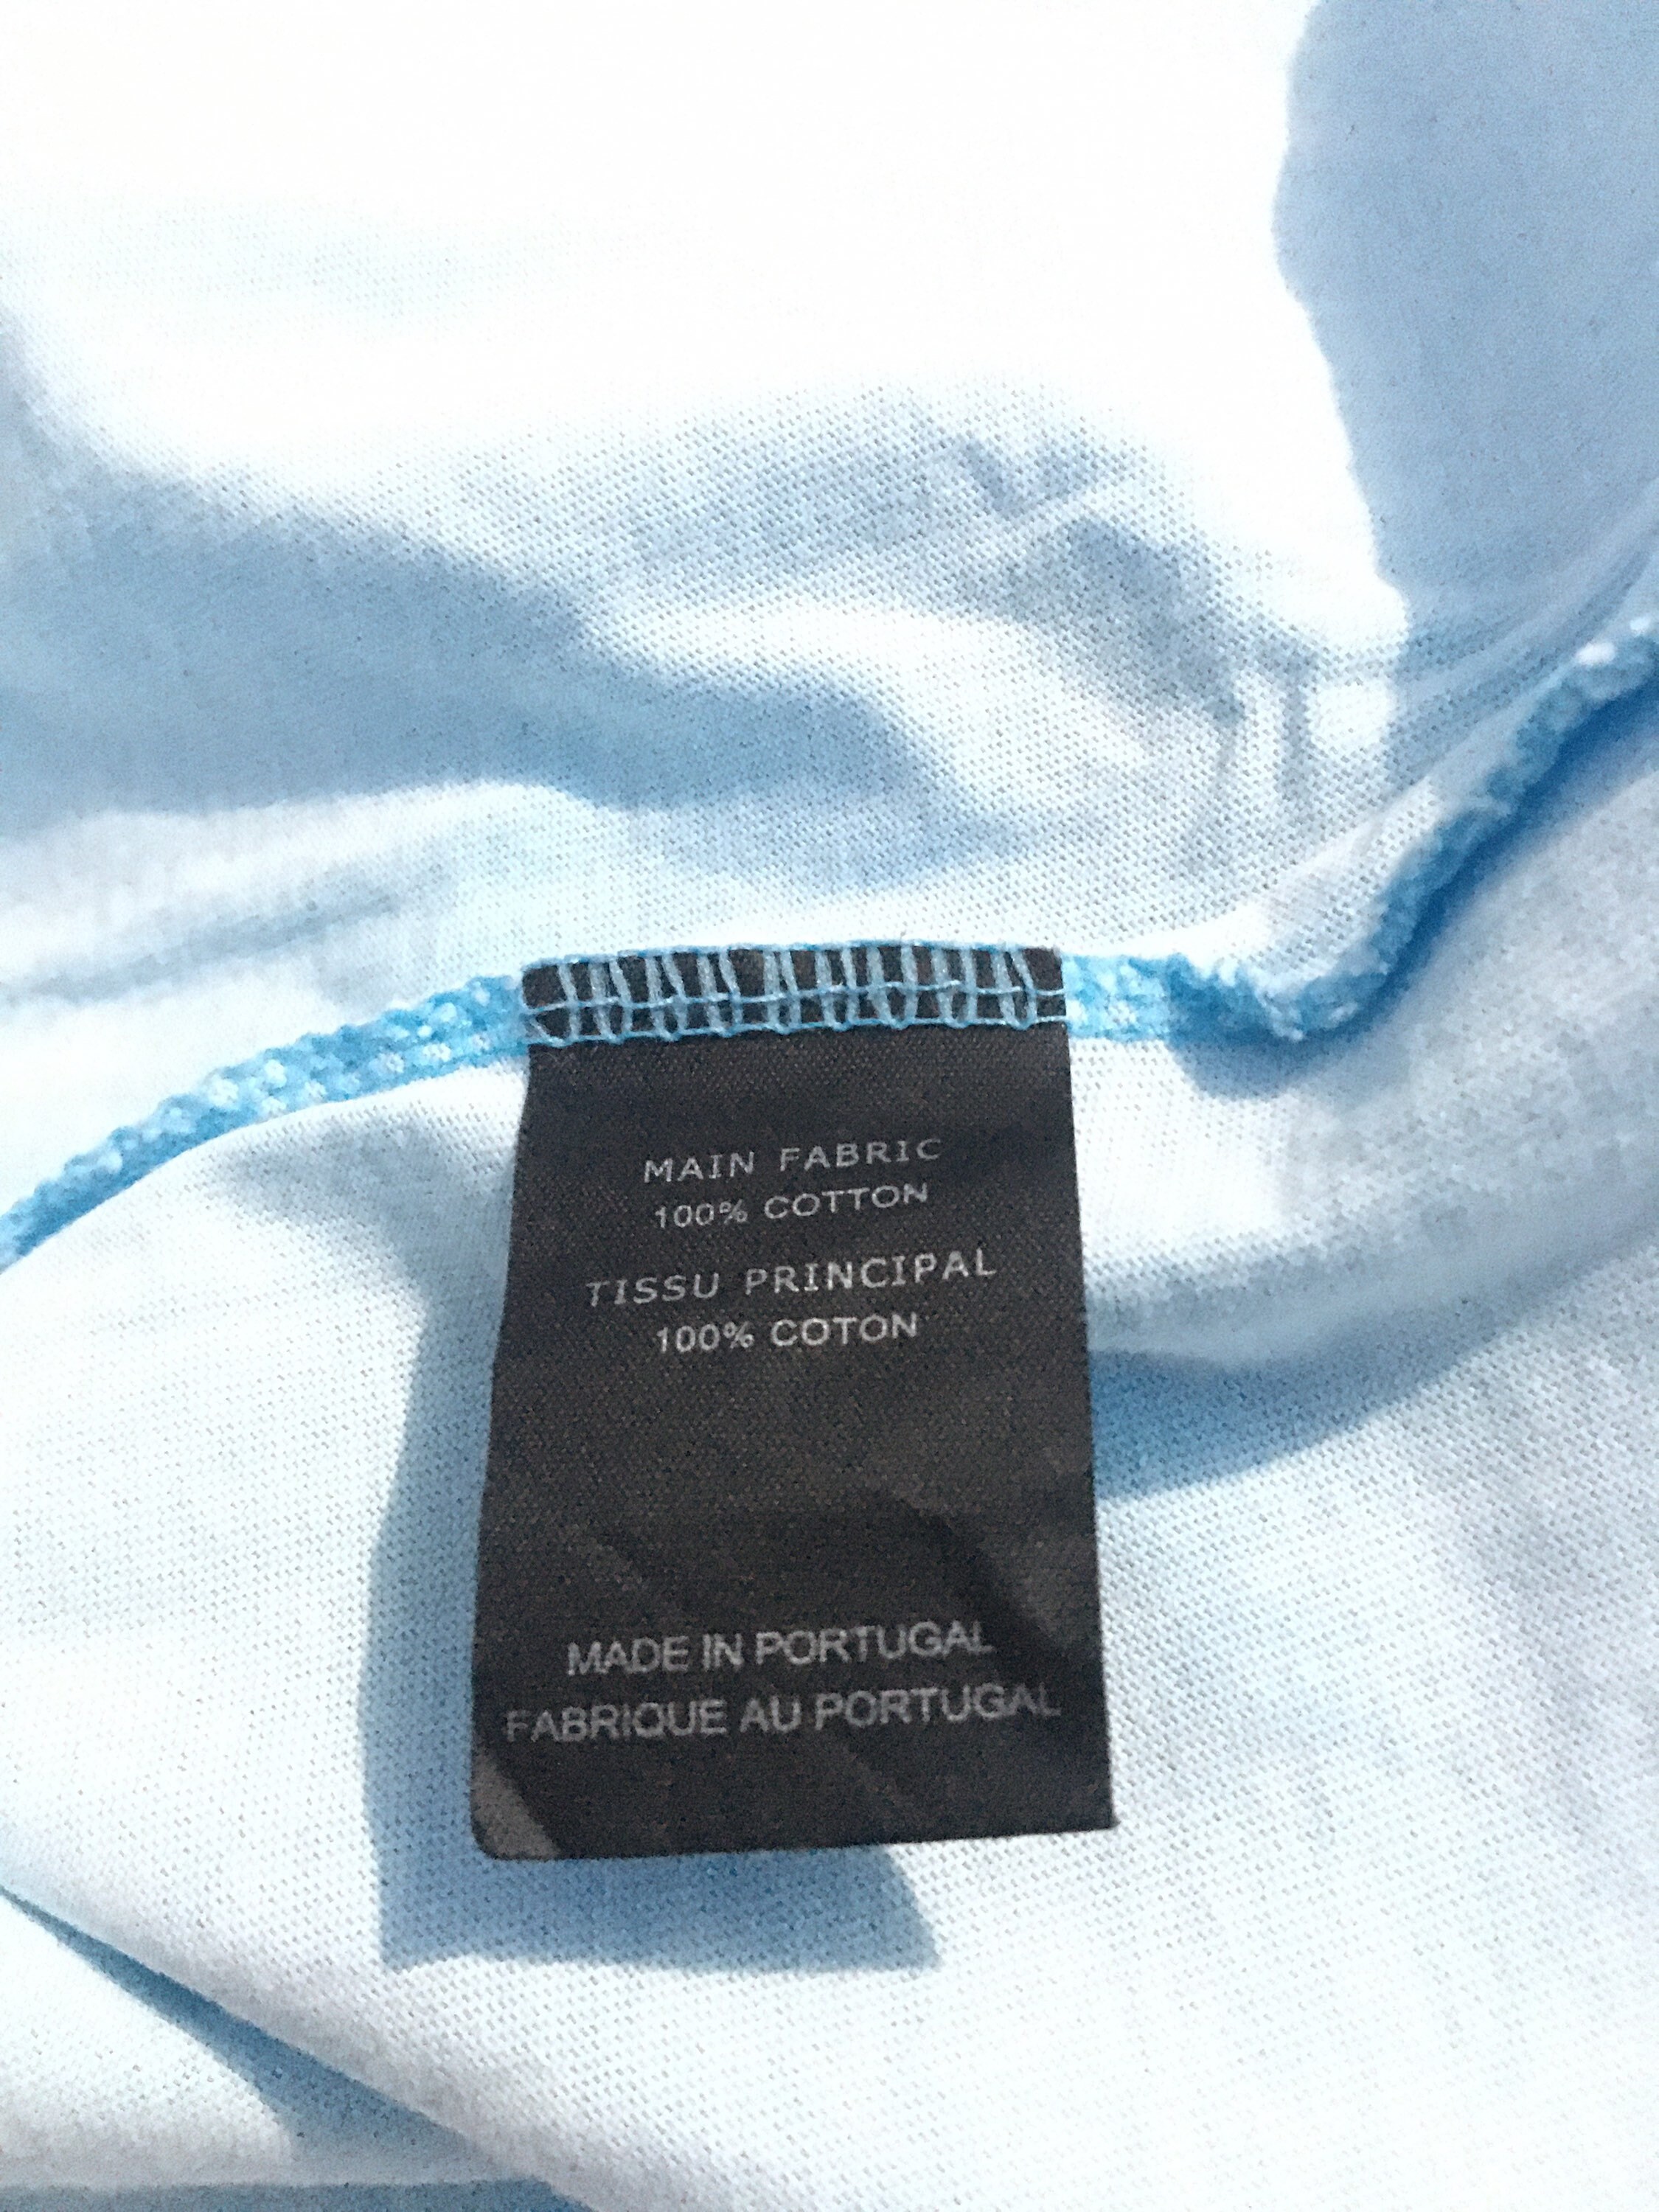 MAIN FABRIC
100% COTTON
TISSU PRINCIPAL
100% COTON
MADE IN PORTUGAL
FABRIQUE AU PORTUGAL